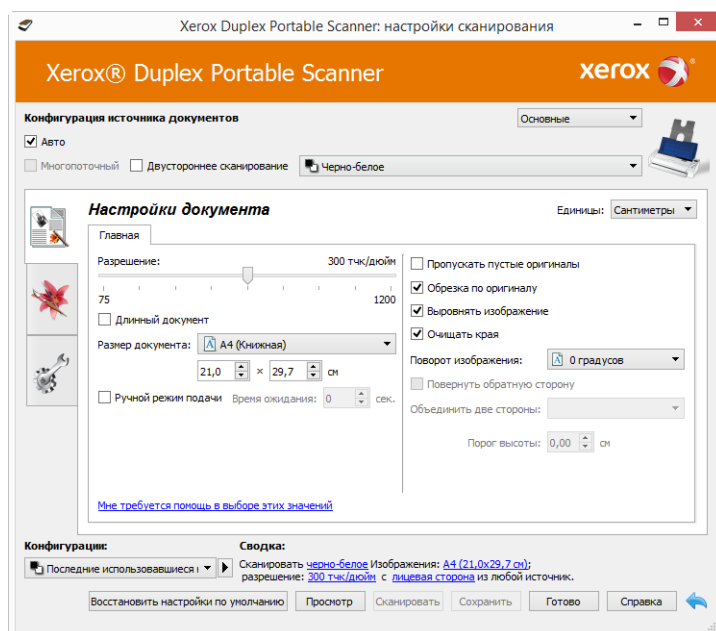 Xerox Duplex Portable Scanner: настройки сканирования
Xerox® Duplex Portable Scanner
xerox
Конфигурация источника документов
Основные
Авто
Многопоточный
Двустороннее сканирование
Черно-белое
Настройки документа
Единицы: Сантиметры
Главная
Разрешение: 300 тчк/дюйм
75 1200
Длинный документ
Размер документа: A4 (Книжная)
21,0 × 29,7 см
Ручной режим подачи Время ожидания: 0 сек.
Мне требуется помощь в выборе этих значений
Пропускать пустые оригиналы
Обрезка по оригиналу
Выровнять изображение
Очищать края
Поворот изображения: 0 градусов
Повернуть обратную сторону
Объединить две стороны:
Порог высоты: 0,00 см
Конфигурации:
Последние использовавшиеся
Сводка:
Сканировать черно-белое Изображения: A4 (21,0x29,7 см);
разрешение: 300 тчк/дюйм с лицевая сторона из любой источник.
Восстановить настройки по умолчанию Просмотр Сканировать Сохранить Готово Справка